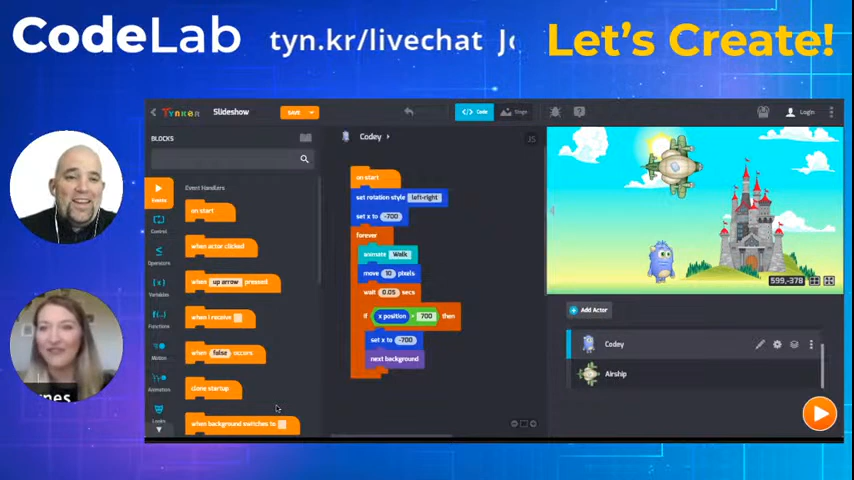 CodeLab
tyn.kr/livechat Jo
Let's Create!
Tynker
Slideshow
SAVE
Code
Stage
Login
BLOCKS
Codey
JS
Events
Control
Operators
Variables
Functions
Motion
Animation
Looks
Event Handlers
on start
when actor clicked
when up arrow pressed
when I receive
when false occurs
clone startup
when background switches to
on start
set rotation style left-right
set x to -700
forever
animate Walk
move 10 pixels
wait 0.05 secs
if x position > 700 then
set x to -700
next background
599,-378
Add Actor
Codey
Airship
nes